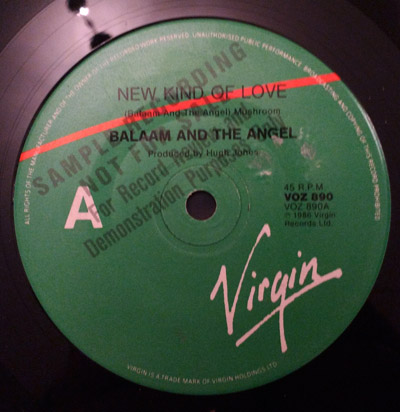 ALL RIGHTS OF THE MANUFACTURER AND OF THE OWNER OF THE RECORDED WORK RESERVED. UNAUTHORISED PUBLIC PERFORMANCE, BROADCASTING AND COPYING OF THIS RECORD PROHIBITED.
SAMPLE RECORDING
NOT FOR
For Record
Demonstration Purposes Only
NEW KIND OF LOVE
(Balaam And The Angel) Mushroom
BALAAM AND THE ANGEL
Produced by Hugh Jones
A
45 R.P.M.
VOZ 890
VOZ 890A
℗ 1986 Virgin
Records Ltd.
Virgin
VIRGIN IS A TRADE MARK OF VIRGIN HOLDINGS LTD.